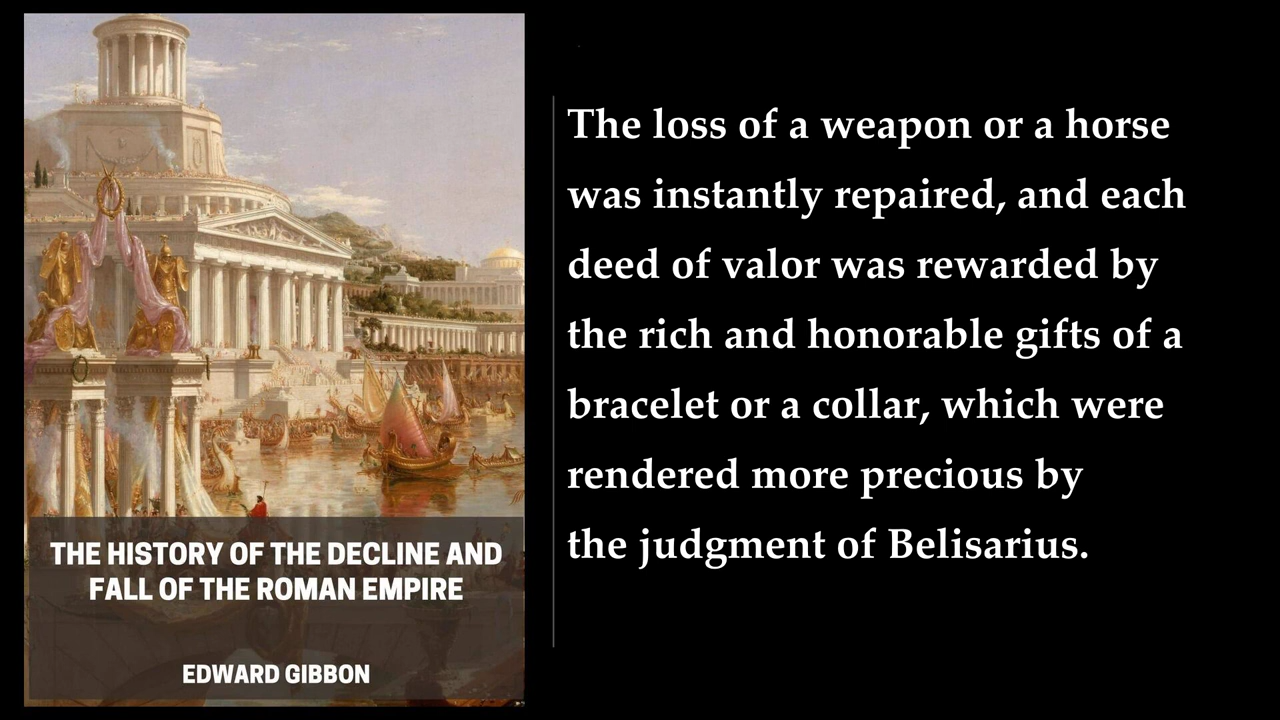 THE HISTORY OF THE DECLINE AND
FALL OF THE ROMAN EMPIRE
EDWARD GIBBON
The loss of a weapon or a horse
was instantly repaired, and each
deed of valor was rewarded by
the rich and honorable gifts of a
bracelet or a collar, which were
rendered more precious by
the judgment of Belisarius.